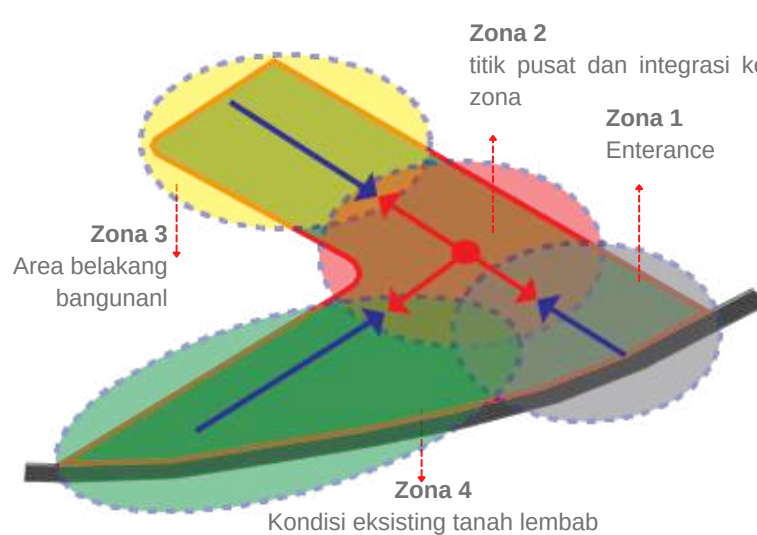 Zona 2
titik pusat dan integrasi ke
zona
Zona 1
Enterance
Zona 3
Area belakang
bangunanl
Zona 4
Kondisi eksisting tanah lembab